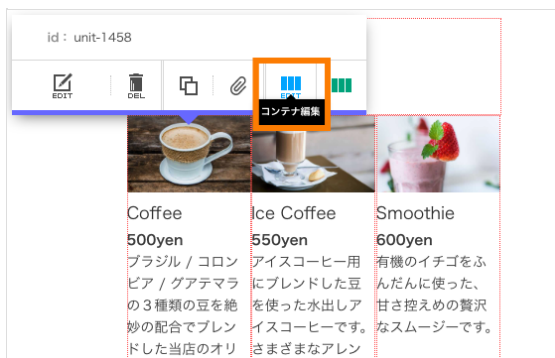 id： unit-1458
EDIT
DEL
EDIT
コンテナ編集
Coffee
500yen
ブラジル / コロン
ビア / グアテマラ
の３種類の豆を絶
妙の配合でブレン
ドした当店のオリ
Ice Coffee
550yen
アイスコーヒー用
にブレンドした豆
を使った水出しア
イスコーヒーです。
さまざまなアレン
Smoothie
600yen
有機のイチゴをふ
んだんに使った、
甘さ控えめの贅沢
なスムージーです。